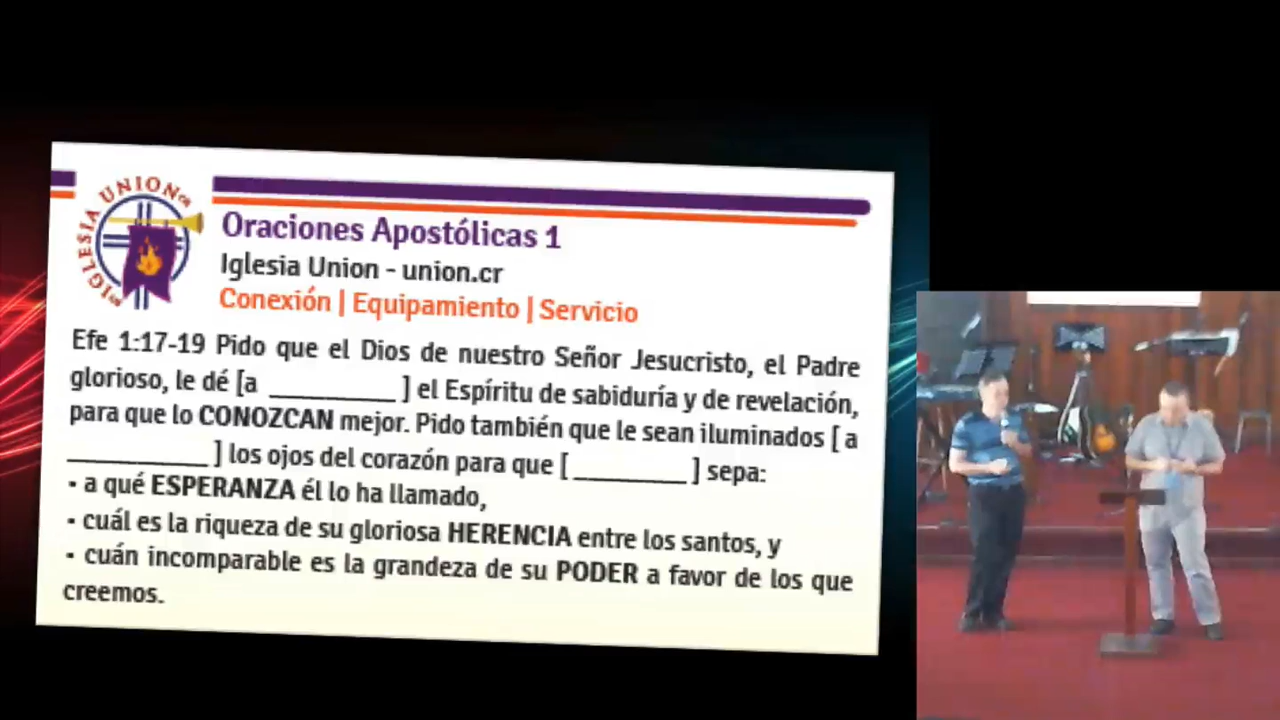 IGLESIA UNION.CR
Oraciones Apostólicas 1
Iglesia Union - union.cr
Conexión | Equipamiento | Servicio
Efe 1:17-19 Pido que el Dios de nuestro Señor Jesucristo, el Padre
glorioso, le dé [a __________ ] el Espíritu de sabiduría y de revelación,
para que lo CONOZCAN mejor. Pido también que le sean iluminados [ a
___________ ] los ojos del corazón para que [ _________ ] sepa:
• a qué ESPERANZA él lo ha llamado,
• cuál es la riqueza de su gloriosa HERENCIA entre los santos, y
• cuán incomparable es la grandeza de su PODER a favor de los que
creemos.